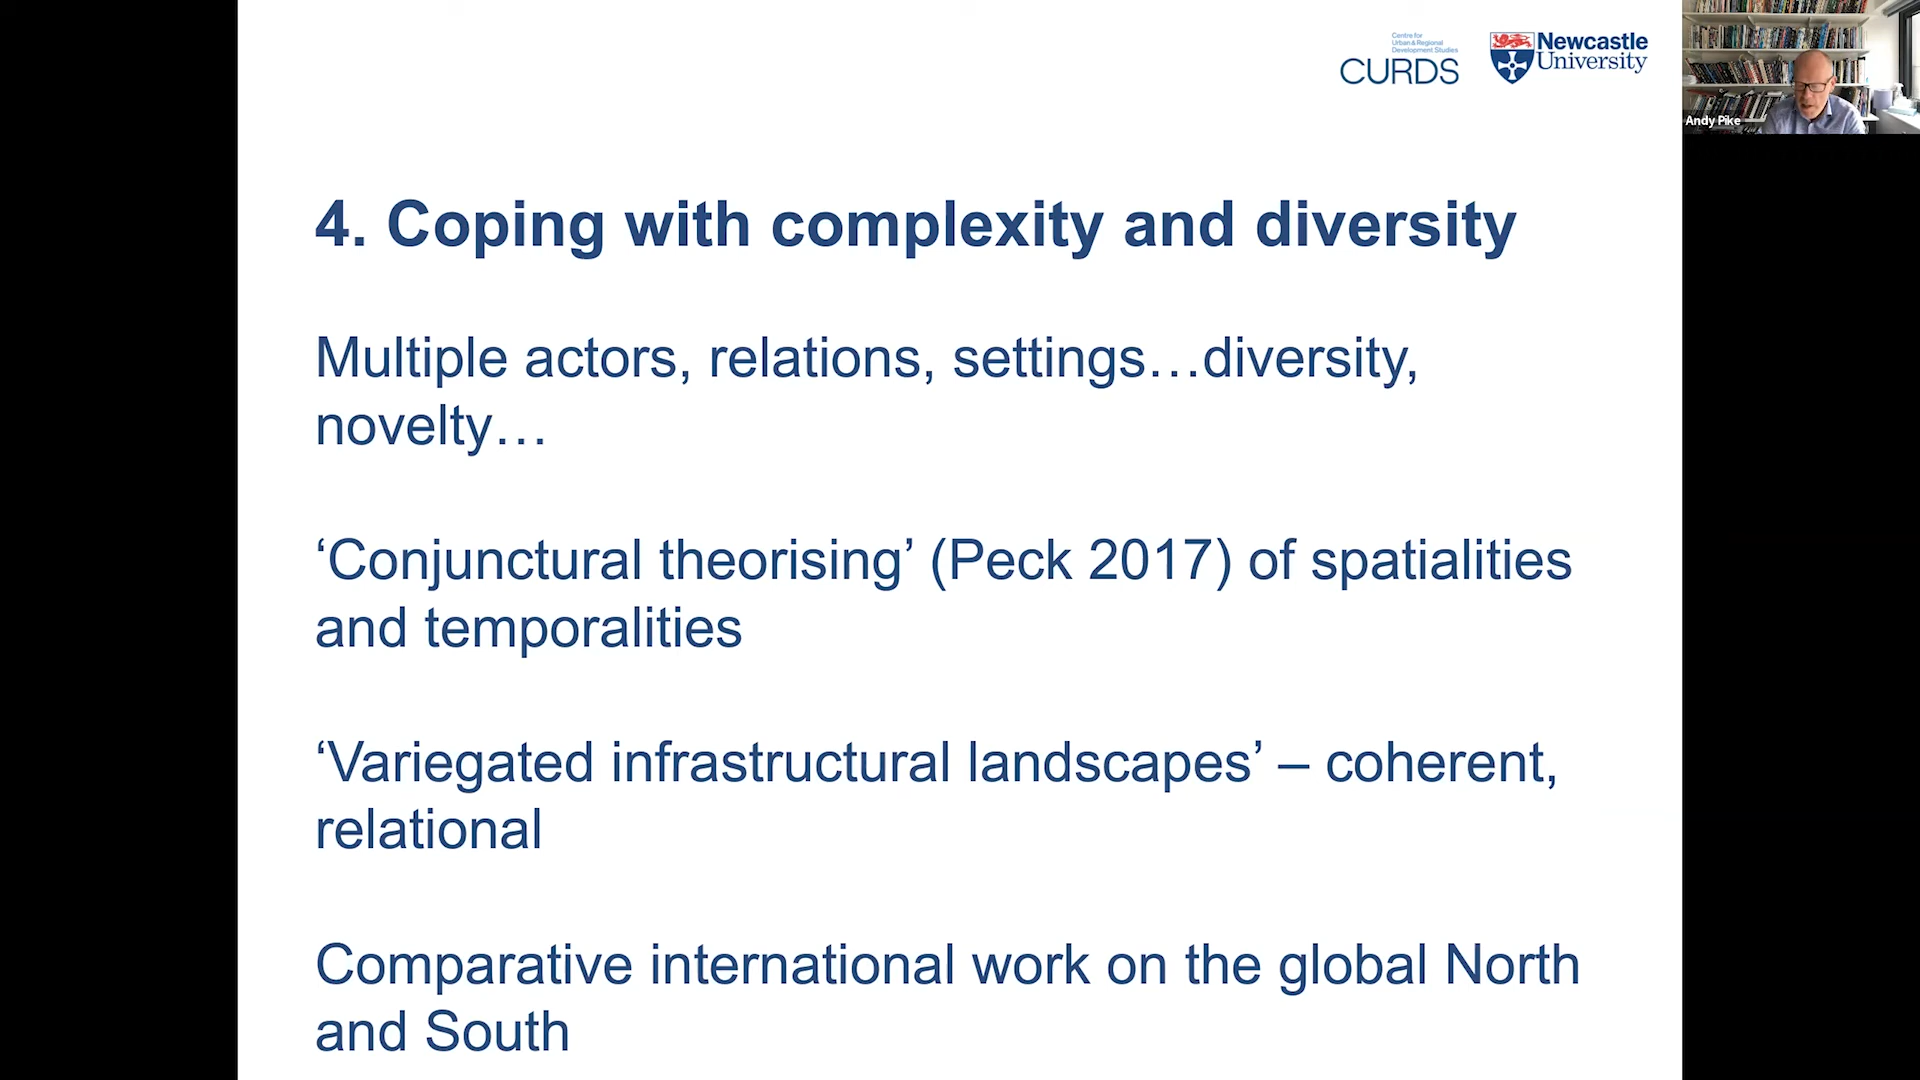 Centre for
Urban & Regional
Development Studies
CURDS
Newcastle
University
Andy Pike
4. Coping with complexity and diversity
Multiple actors, relations, settings…diversity,
novelty…
‘Conjunctural theorising’ (Peck 2017) of spatialities
and temporalities
‘Variegated infrastructural landscapes’ – coherent,
relational
Comparative international work on the global North
and South